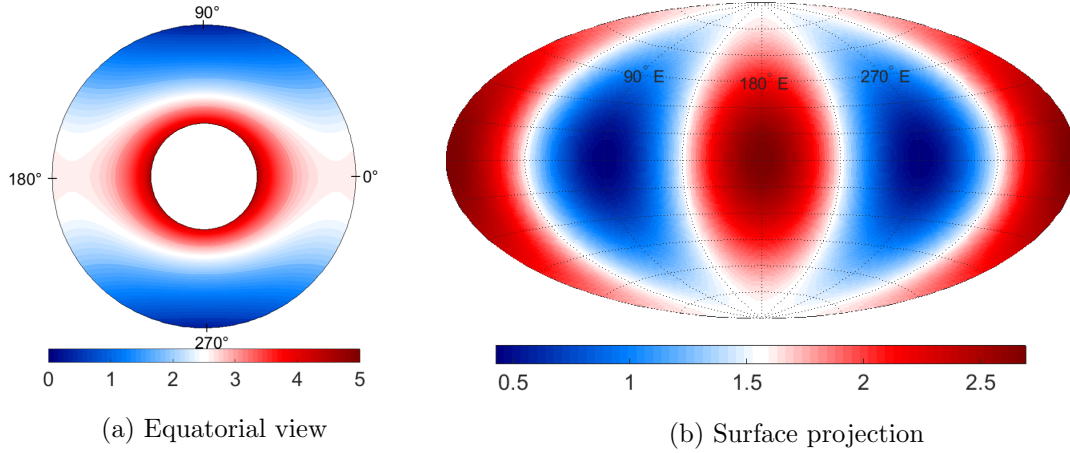 90°
180°
0°
270°
0 1 2 3 4 5
(a) Equatorial view
90° E
180° E
270° E
0.5 1 1.5 2 2.5
(b) Surface projection